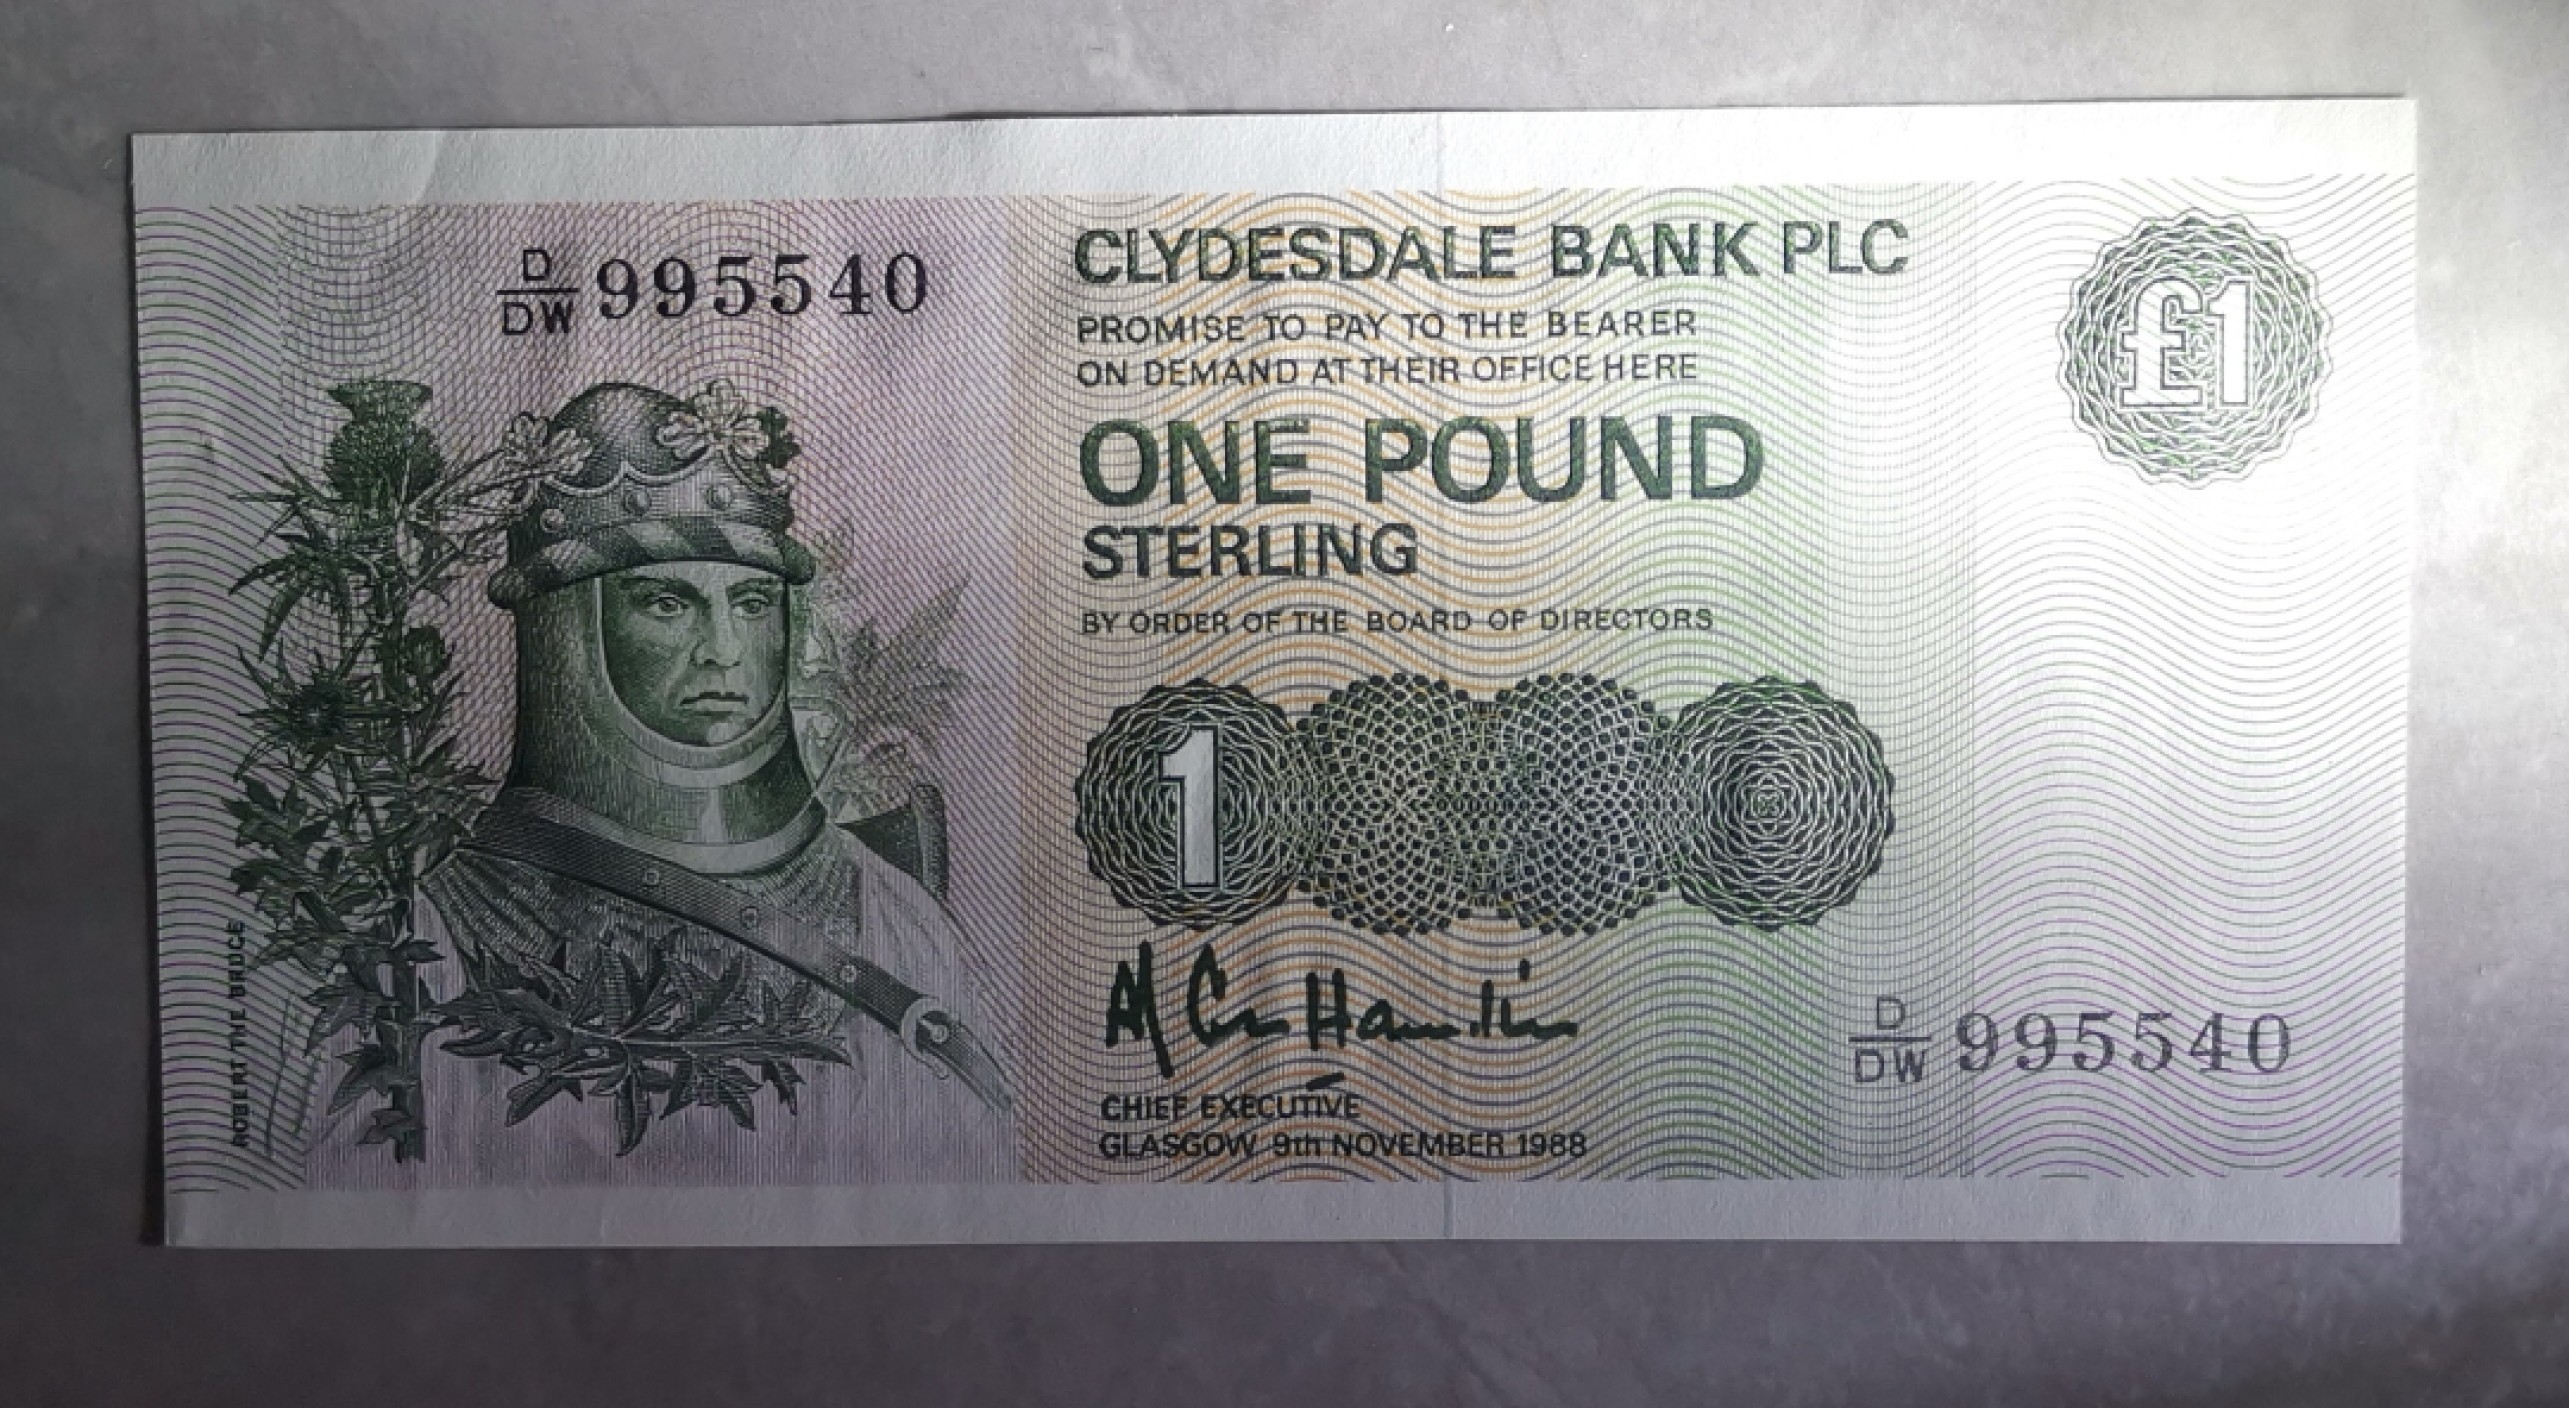 D/DW 995540
CLYDESDALE BANK PLC
PROMISE TO PAY TO THE BEARER
ON DEMAND AT THEIR OFFICE HERE
ONE POUND
STERLING
BY ORDER OF THE BOARD OF DIRECTORS
£1
1
CHIEF EXECUTIVE
GLASGOW 9th NOVEMBER 1988
D/DW 995540
ROBERT THE BRUCE